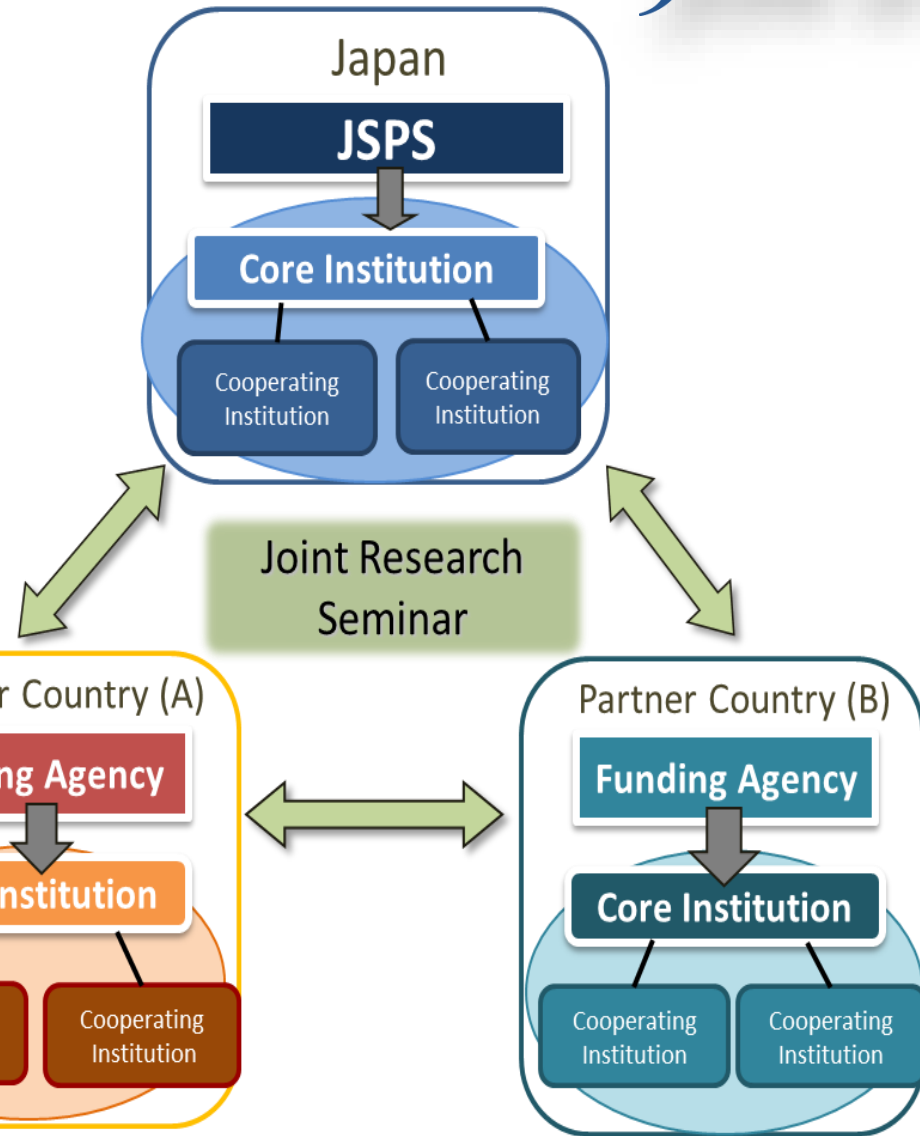 Japan
JSPS
Core Institution
Cooperating
Institution
Cooperating
Institution
Joint Research
Seminar
r Country (A)
ng Agency
nstitution
Cooperating
Institution
Partner Country (B)
Funding Agency
Core Institution
Cooperating
Institution
Cooperating
Institution